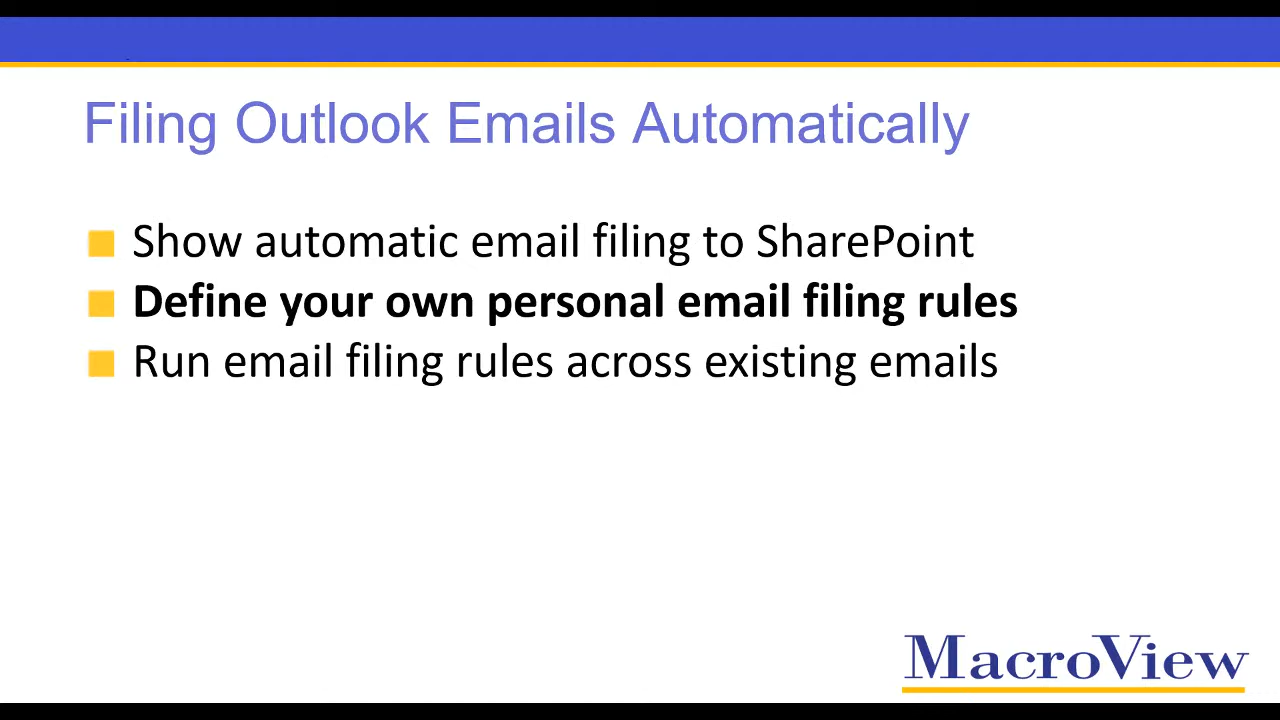 Filing Outlook Emails Automatically
Show automatic email filing to SharePoint
Define your own personal email filing rules
Run email filing rules across existing emails
MacroView